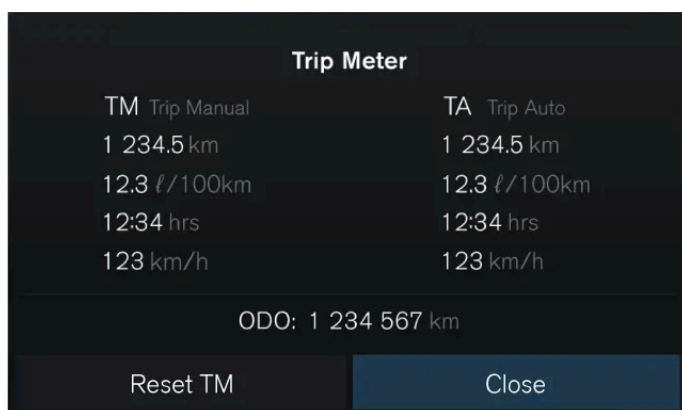 Trip Meter
TM Trip Manual
1 234.5 km
12.3 ℓ/100km
12:34 hrs
123 km/h
TA Trip Auto
1 234.5 km
12.3 ℓ/100km
12:34 hrs
123 km/h
ODO: 1 234 567 km
Reset TM
Close